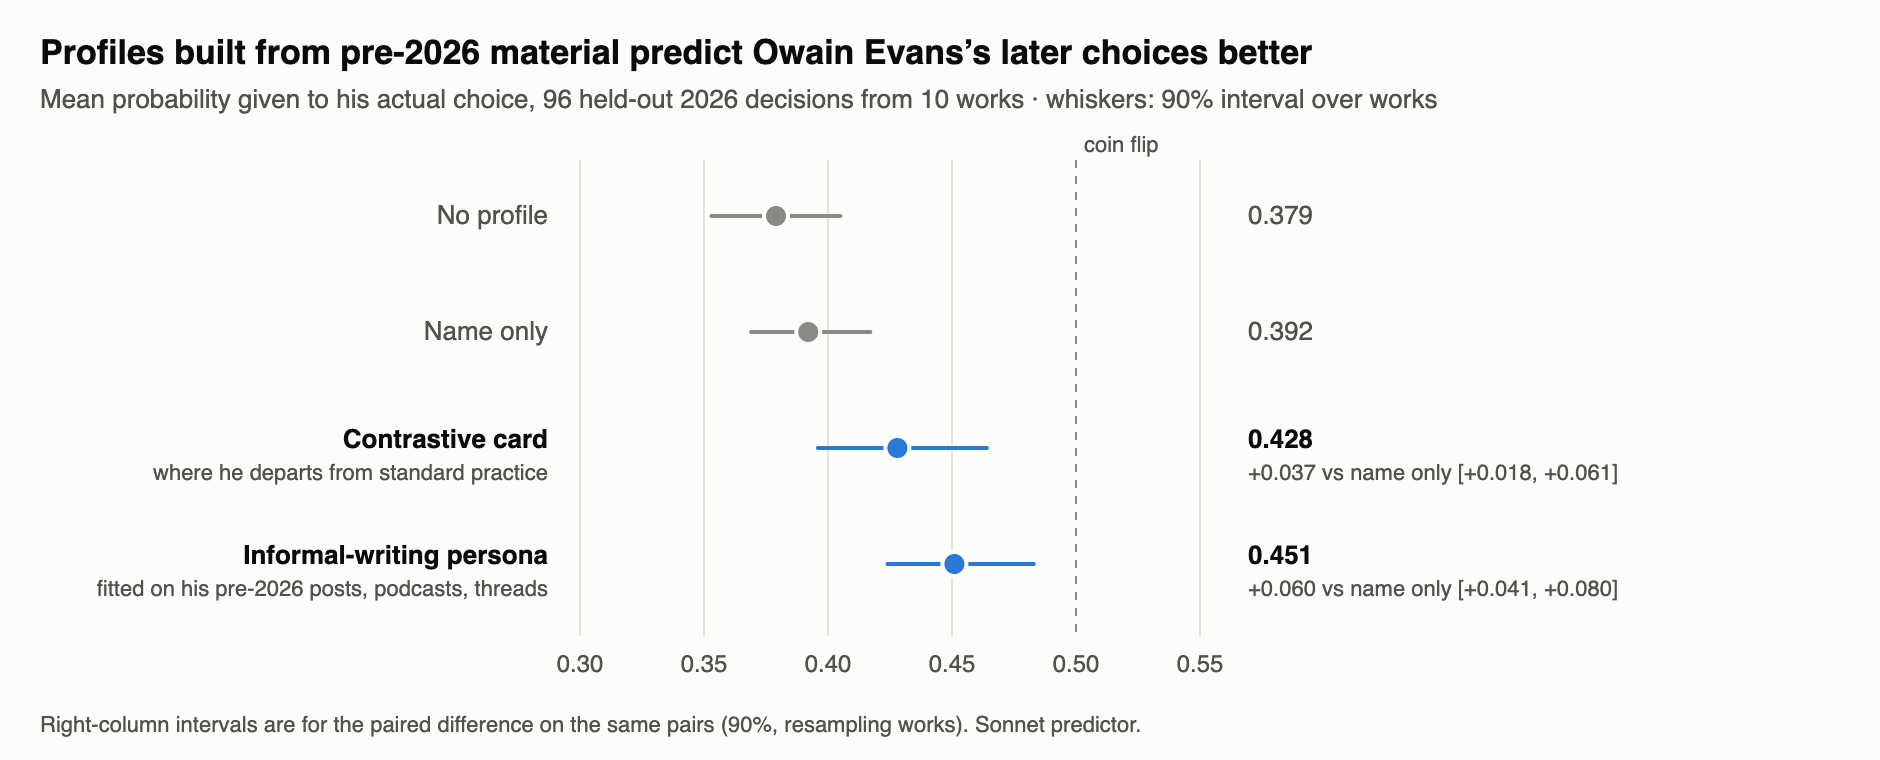 Profiles built from pre-2026 material predict Owain Evans’s later choices better
Mean probability given to his actual choice, 96 held-out 2026 decisions from 10 works · whiskers: 90% interval over works
coin flip
No profile
0.379
Name only
0.392
Contrastive card
where he departs from standard practice
0.428
+0.037 vs name only [+0.018, +0.061]
Informal-writing persona
fitted on his pre-2026 posts, podcasts, threads
0.451
+0.060 vs name only [+0.041, +0.080]
0.30 0.35 0.40 0.45 0.50 0.55
Right-column intervals are for the paired difference on the same pairs (90%, resampling works). Sonnet predictor.